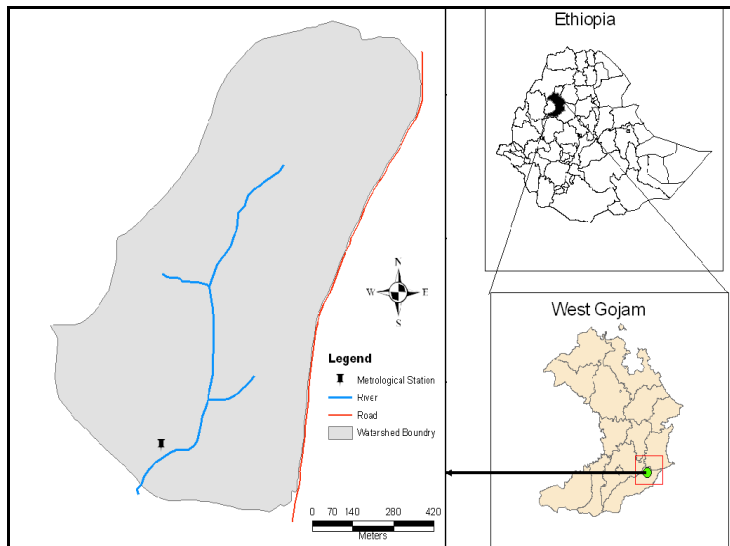 Ethiopia
N
W E
S
West Gojam
Legend
Metrological Station
River
Road
Watershed Boundry
0 70 140 280 420
Meters